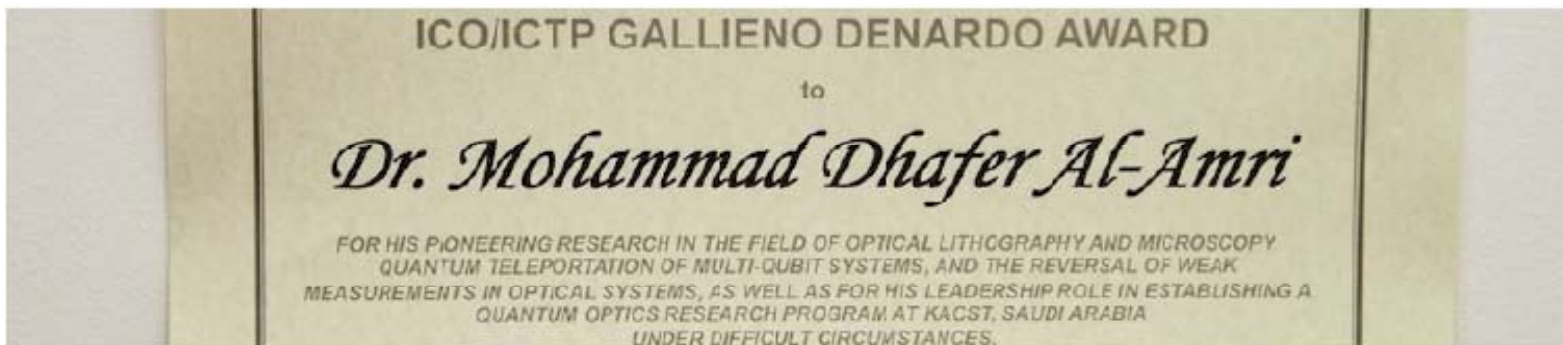 ICO/ICTP GALLIENO DENARDO AWARD
to
Dr. Mohammad Dhafer Al-Amri
FOR HIS PIONEERING RESEARCH IN THE FIELD OF OPTICAL LITHOGRAPHY AND MICROSCOPY
QUANTUM TELEPORTATION OF MULTI-QUBIT SYSTEMS, AND THE REVERSAL OF WEAK
MEASUREMENTS IN OPTICAL SYSTEMS, AS WELL AS FOR HIS LEADERSHIP ROLE IN ESTABLISHING A
QUANTUM OPTICS RESEARCH PROGRAM AT KACST, SAUDI ARABIA
UNDER DIFFICULT CIRCUMSTANCES.